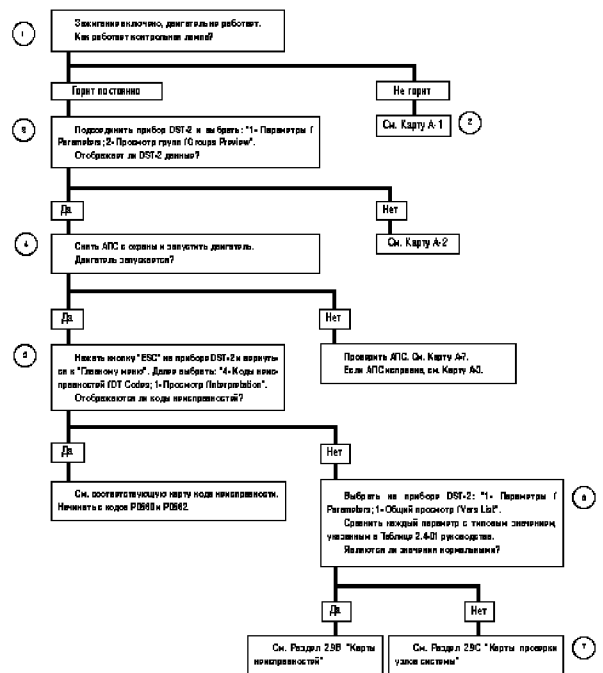 1
Зажигание включено, двигатель не работает.
Как работает контрольная лампа?
Горит постоянно
Не горит
3
Подсоединить прибор DST-2 и выбрать: "1- Параметры /
Parameters; 2- Просмотр групп /Groups Preview".
Отображает ли DST-2 данные?
См. Карту А-1
2
Да
Нет
4
Снять АПС с охраны и запустить двигатель.
Двигатель запускается?
См. Карту А-2
Да
Нет
5
Нажать кнопку "ESC" на приборе DST-2 и вернуть-
ся к "Главному меню". Далее выбрать: "4- Коды неис-
правностей /DT Codes; 1- Просмотр /Interpretation".
Отображаются ли коды неисправностей?
Проверить АПС. См. Карту А-7.
Если АПС исправна, см. Карту А-3.
Да
Нет
См. соответствующую карту кода неисправности.
Начинать с кодов
6
Выбрать на приборе DST-2: "1- Параметры /
Parameters; 1- Общий просмотр /Vars List".
Сравнить каждый параметр с типовым значением,
указанным в Таблице 2.4-01 руководства.
Являются ли значения нормальными?
Да
Нет
См. Раздел 2.9В "Карты
неисправностей"
См. Раздел 2.9С "Карты проверки
узлов системы"
7